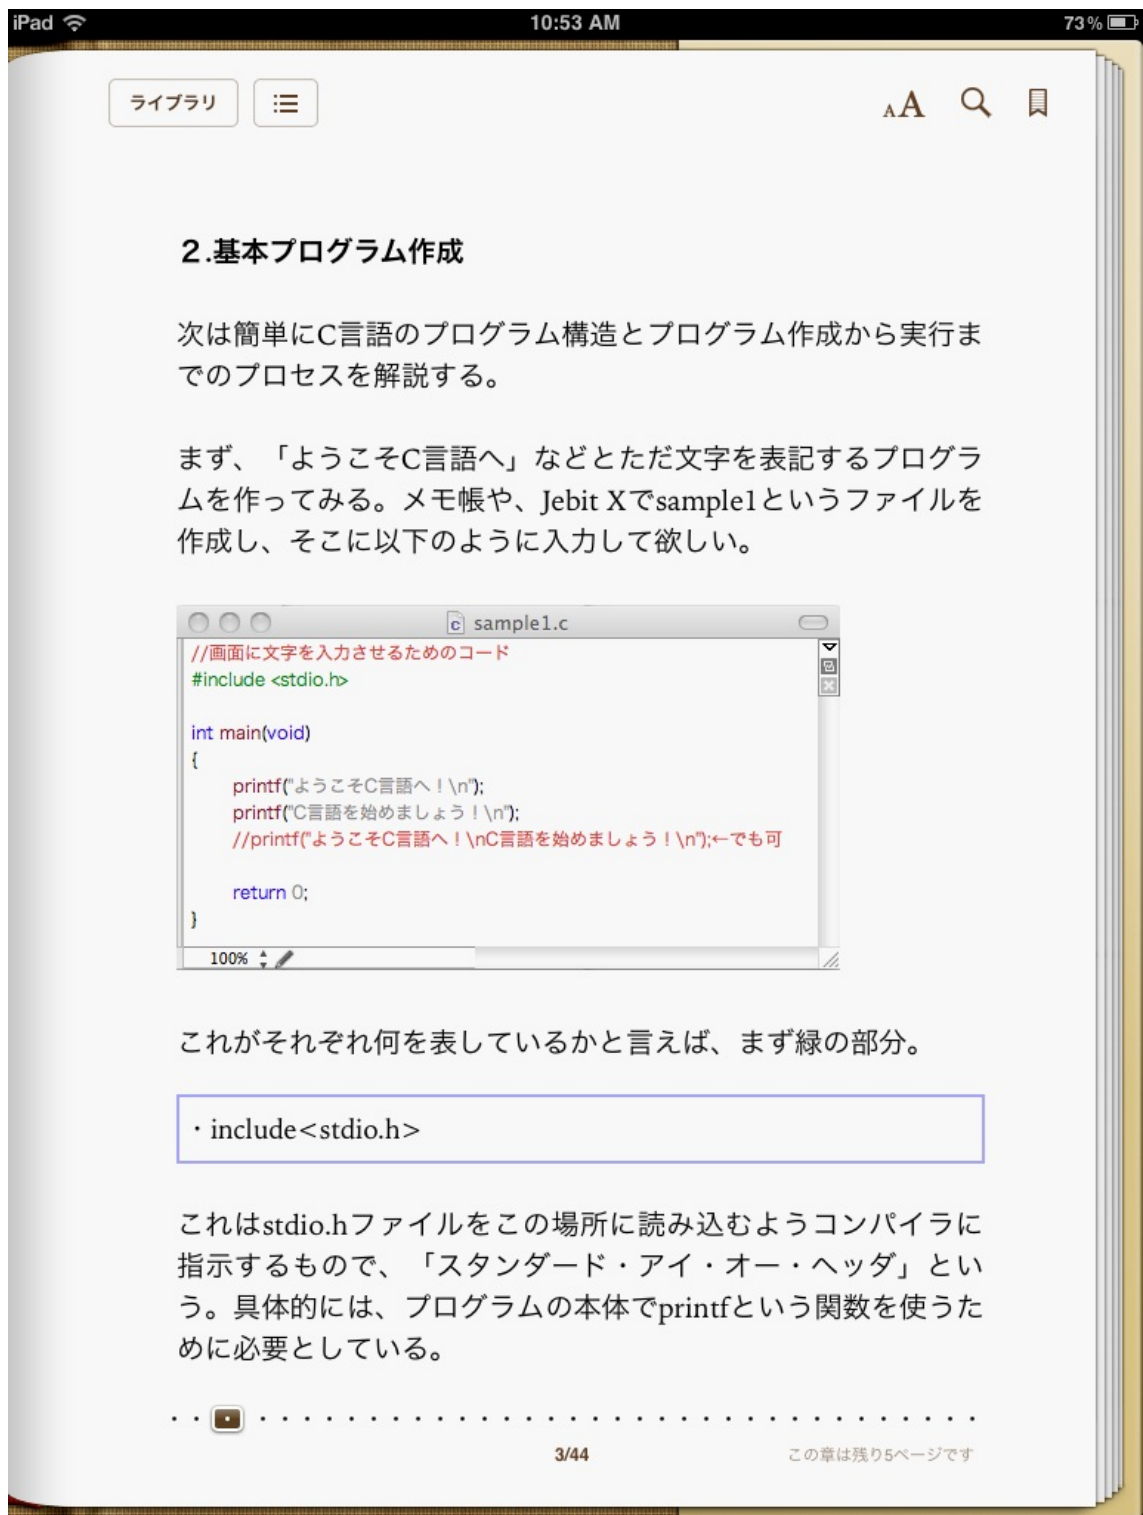 iPad 10:53 AM 73%
ライブラリ AA
２.基本プログラム作成
次は簡単にC言語のプログラム構造とプログラム作成から実行ま
でのプロセスを解説する。
まず、「ようこそC言語へ」などとただ文字を表記するプログラ
ムを作ってみる。メモ帳や、Jebit Xでsample1というファイルを
作成し、そこに以下のように入力して欲しい。
c sample1.c
//画面に文字を入力させるためのコード
#include <stdio.h>
int main(void)
{
printf("ようこそC言語へ！\n");
printf("C言語を始めましょう！\n");
//printf("ようこそC言語へ！\nC言語を始めましょう！\n");←でも可
return 0;
}
100%
これがそれぞれ何を表しているかと言えば、まず緑の部分。
・include<stdio.h>
これはstdio.hファイルをこの場所に読み込むようコンパイラに
指示するもので、「スタンダード・アイ・オー・ヘッダ」とい
う。具体的には、プログラムの本体でprintfという関数を使うた
めに必要としている。
3/44 この章は残り5ページです